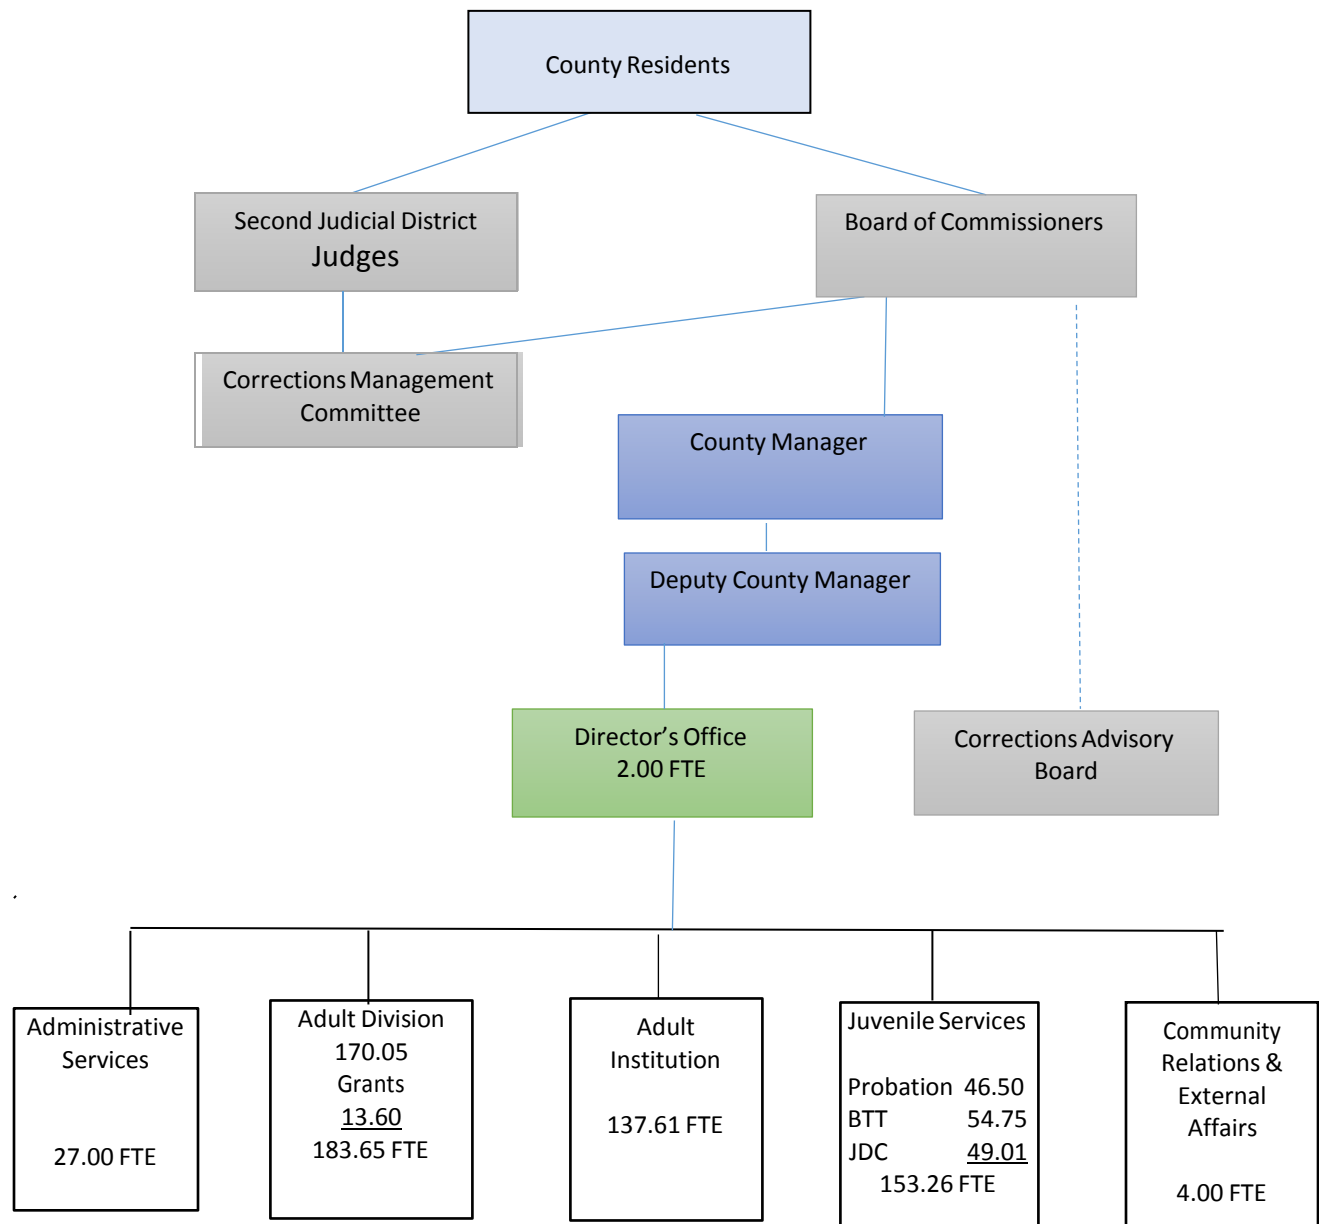 County Residents
Second Judicial District
Judges
Board of Commissioners
Corrections Management
Committee
County Manager
Deputy County Manager
Director’s Office
2.00 FTE
Corrections Advisory
Board
Administrative
Services
27.00 FTE
Adult Division
170.05
Grants
13.60
183.65 FTE
Adult
Institution
137.61 FTE
Juvenile Services
Probation 46.50
BTT 54.75
JDC 49.01
153.26 FTE
Community
Relations &
External
Affairs
4.00 FTE